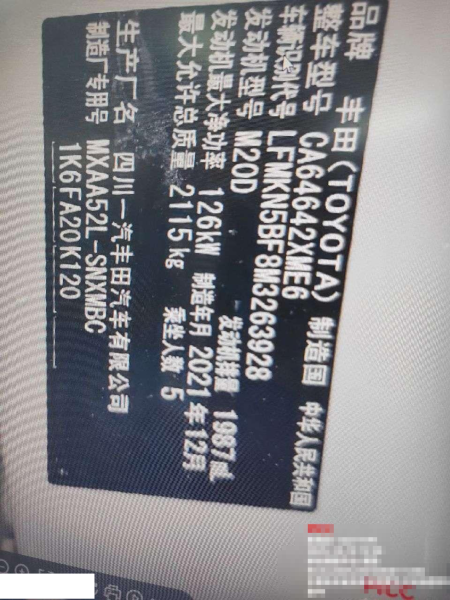 品牌 丰田(TOYOTA) 制造国 中华人民共和国
整车型号 CA64642XME6
车辆识别代号 LFMKN5BF8M3263928
发动机型号 M20D 发动机排量 1987 mL
发动机最大净功率 126kW 制造年月 2021年12月
最大允许总质量 2115kg 乘坐人数 5
生产厂名 四川一汽丰田汽车有限公司
制造厂专用号 MXAA52L-SNXMBC
1K6FA20K120